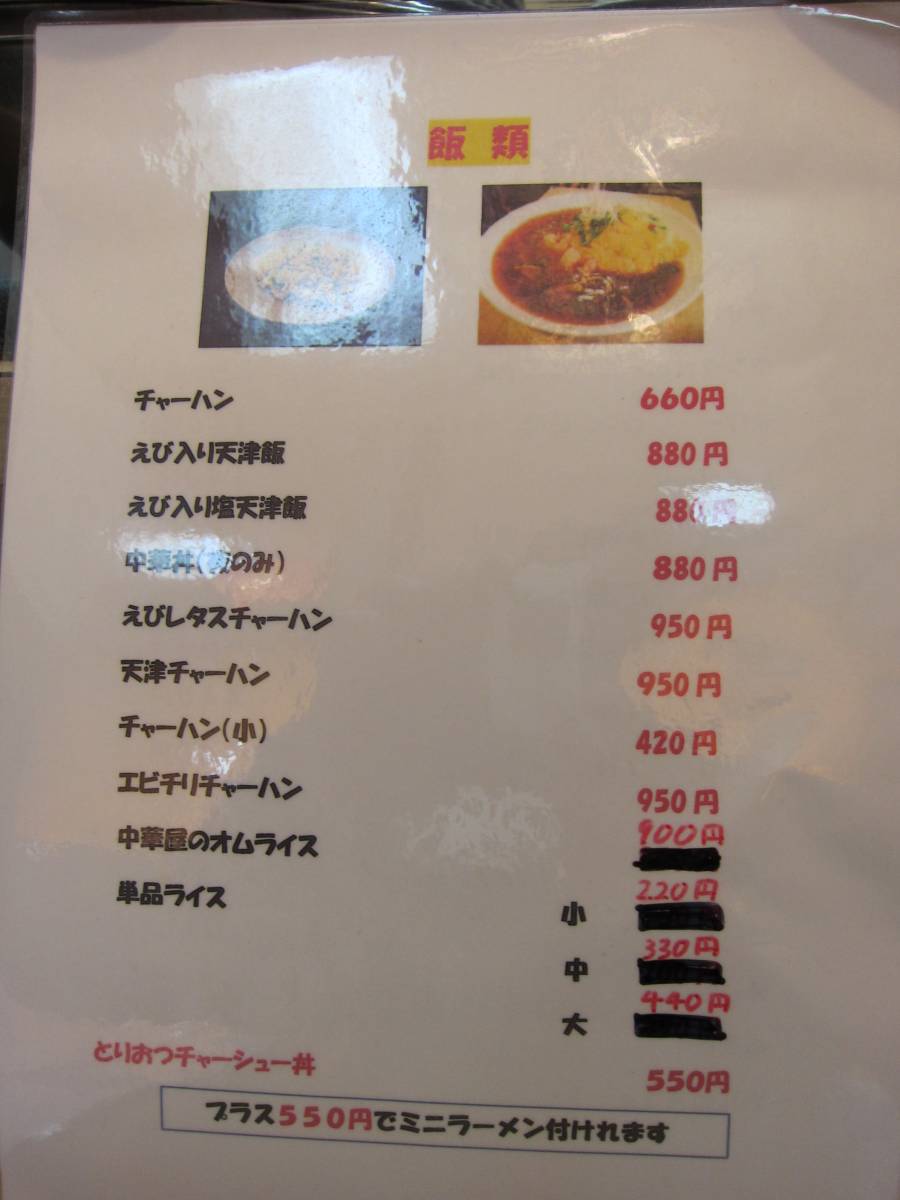 飯 類
チャーハン 660円
えび入り天津飯 880円
えび入り塩天津飯 880円
中華丼(夜のみ) 880円
えびレタスチャーハン 950円
天津チャーハン 950円
チャーハン(小) 420円
エビチリチャーハン 950円
中華屋のオムライス 900円
単品ライス
小 220円
中 330円
大 440円
とりおつチャーシュー丼 550円
プラス550円でミニラーメン付けれます